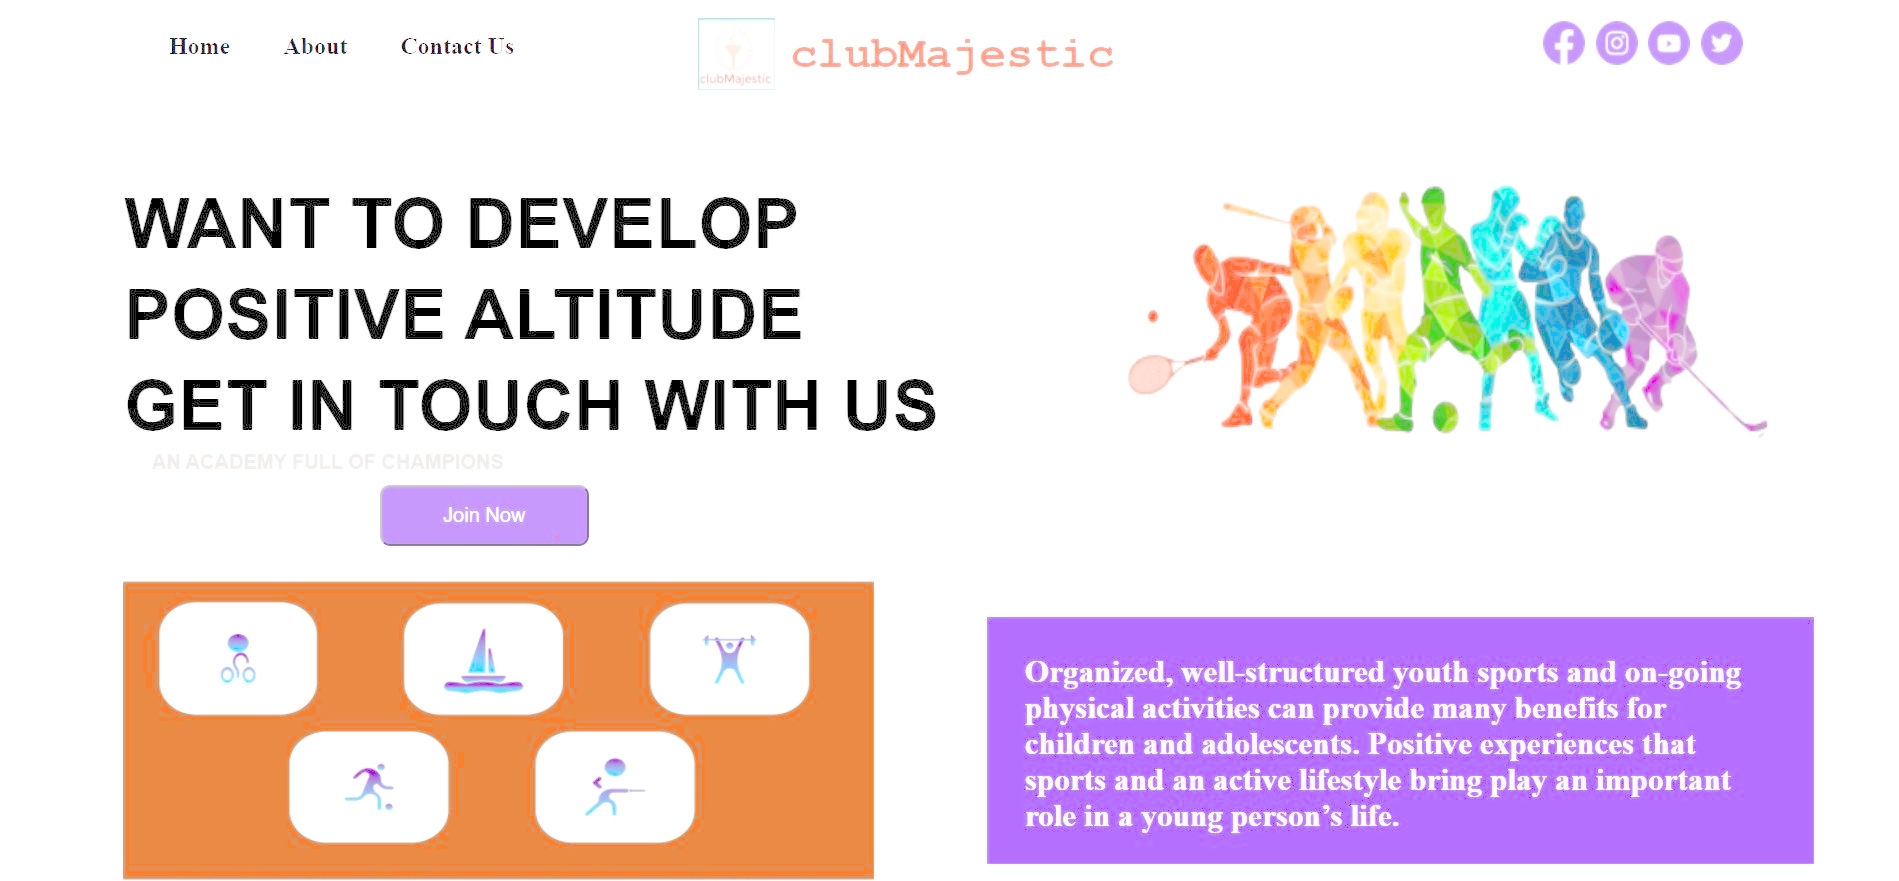 Home About Contact Us
clubMajestic
clubMajestic
WANT TO DEVELOP
POSITIVE ALTITUDE
GET IN TOUCH WITH US
AN ACADEMY FULL OF CHAMPIONS
Join Now
Organized, well-structured youth sports and on-going
physical activities can provide many benefits for
children and adolescents. Positive experiences that
sports and an active lifestyle bring play an important
role in a young person’s life.